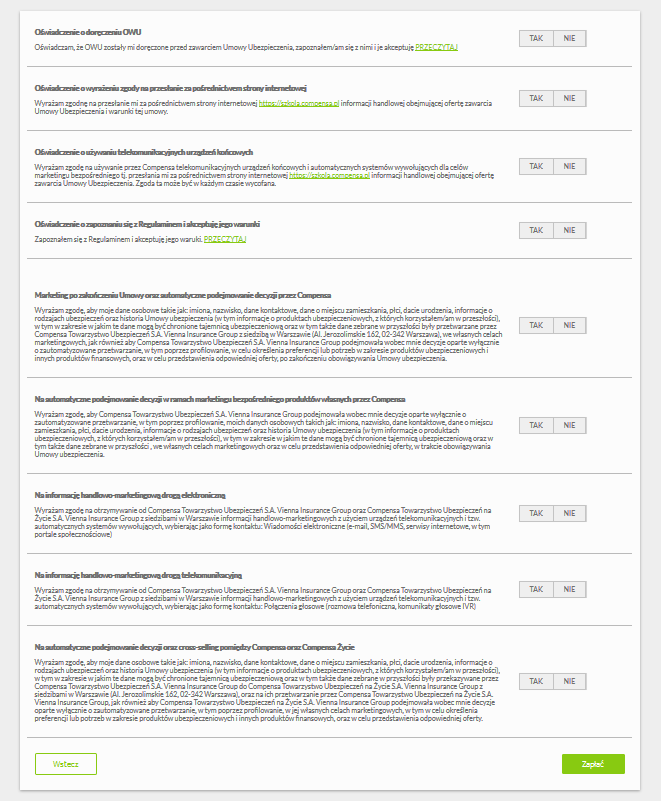 Oświadczenie o doręczeniu OWU
Oświadczam, że OWU zostały mi doręczone przed zawarciem Umowy Ubezpieczenia, zapoznałem/am się z nimi i je akceptuję PRZECZYTAJ
TAK NIE
Oświadczenie o wyrażeniu zgody na przesłanie za pośrednictwem strony internetowej
Wyrażam zgodnę na przesłanie mi za pośrednictwem strony internetowej https://szkola.compensa.pl informacji handlowej obejmującej ofertę zawarcia
Umowy Ubezpieczenia i warunki tej umowy.
TAK NIE
Oświadczenie o używaniu telekomunikacyjnych urządzeń końcowych
Wyrażam zgodę na używanie przez Compensa telekomunikacyjnych urządzeń końcowych i automatycznych systemów wywołujących dla celów
marketingu bezpośredniego tj. przesłania mi za pośrednictwem strony internetowej https://szkola.compensa.pl informacji handlowej obejmującej ofertę
zawarcia Umowy Ubezpieczenia. Zgoda ta może być w każdym czasie wycofana.
TAK NIE
Oświadczenie o zapoznaniu się z Regulaminem i akceptuję jego warunki
Zapoznałem się z Regulaminem i akceptuję jego waruki. PRZECZYTAJ
TAK NIE
Marketing po zakończeniu Umowy oraz automatyczne podejmowanie decyzji przez Compensa
Wyrażam zgodę, aby moje dane osobowe takie jak: imiona, nazwisko, dane kontaktowe, dane o miejscu zamieszkania, płci, dacie urodzenia, informacje o
rodzajach ubezpieczeń oraz historia Umowy ubezpieczenia (w tym informacje o produktach ubezpieczeniowych, z których korzystałem/am w przeszłości),
w tym w zakresie w jakim te dane mogą być chronione tajemnicą ubezpieczeniową oraz w tym także dane zebrane w przyszłości były przetwarzane przez
Compensa Towarzystwo Ubezpieczeń S.A. Vienna Insurance Group z siedzibą w Warszawie (Al. Jerozolimskie 162, 02-342 Warszawa), we własnych celach
marketingowych, jak również aby Compensa Towarzystwo Ubezpieczeń S.A. Vienna Insurance Group podejmowała wobec mnie decyzje oparte wyłącznie
o zautomatyzowane przetwarzanie, w tym poprzez profilowanie, w celu określenia preferencji lub potrzeb w zakresie produktów ubezpieczeniowych i
innych produktów finansowych, oraz w celu przedstawienia odpowiedniej oferty, po zakończeniu obowiązywania Umowy ubezpieczenia.
TAK NIE
Na automatyczne podejmowanie decyzji w ramach marketingu bezpośredniego produktów własnych przez Compensa
Wyrażam zgodę, aby Compensa Towarzystwo Ubezpieczeń S.A. Vienna Insurance Group podejmowała wobec mnie decyzje oparte wyłącznie o
zautomatyzowane przetwarzanie, w tym poprzez profilowanie, moich danych osobowych takich jak: imiona, nazwisko, dane kontaktowe, dane o miejscu
zamieszkania, płci, dacie urodzenia, informacje o rodzajach ubezpieczeń oraz historia Umowy ubezpieczenia (w tym informacje o produktach
ubezpieczeniowych, z których korzystałem/am w przeszłości), w tym w zakresie w jakim te dane mogą być chronione tajemnicą ubezpieczeniową oraz w
tym także dane zebrane w przyszłości , we własnych celach marketingowych oraz w celu przedstawienia odpowiedniej oferty, w trakcie obowiązywania
Umowy ubezpieczenia.
TAK NIE
Na informację handlowo-marketingową drogą elektroniczną
Wyrażam zgodę na otrzymywanie od Compensa Towarzystwo Ubezpieczeń S.A. Vienna Insurance Group oraz Compensa Towarzystwo Ubezpieczeń na
Życie S.A. Vienna Insurance Group z siedzibami w Warszawie informacji handlowo-marketingowych z użyciem urządzeń telekomunikacyjnych i tzw.
automatycznych systemów wywołujących, wybierając jako formę kontaktu: Wiadomości elektroniczne (e-mail, SMS/MMS, serwisy internetowe, w tym
portale społecznościowe)
TAK NIE
Na informację handlowo-marketingową drogą telekomunikacyjną
Wyrażam zgodę na otrzymywanie od Compensa Towarzystwo Ubezpieczeń S.A. Vienna Insurance Group oraz Compensa Towarzystwo Ubezpieczeń na
Życie S.A. Vienna Insurance Group z siedzibami w Warszawie informacji handlowo-marketingowych z użyciem urządzeń telekomunikacyjnych i tzw.
automatycznych systemów wywołujących, wybierając jako formę kontaktu: Połączenia głosowe (rozmowa telefoniczna, komunikaty głosowe IVR)
TAK NIE
Na automatyczne podejmowanie decyzji oraz cross-selling pomiędzy Compensa oraz Compensa Życie
Wyrażam zgodę, aby moje dane osobowe takie jak: imiona, nazwisko, dane kontaktowe, dane o miejscu zamieszkania, płci, dacie urodzenia, informacje o
rodzajach ubezpieczeń oraz historia Umowy ubezpieczenia (w tym informacje o produktach ubezpieczeniowych, z których korzystałem/am w przeszłości),
w tym w zakresie w jakim te dane mogą być chronione tajemnicą ubezpieczeniową oraz w tym także dane zebrane w przyszłości były przekazywane przez
Compensa Towarzystwo Ubezpieczeń S.A. Vienna Insurance Group do Compensa Towarzystwo Ubezpieczeń na Życie S.A. Vienna Insurance Group z
siedzibami w Warszawie (Al. Jerozolimskie 162, 02-342 Warszawa), oraz na ich przetwarzanie przez Compensa Towarzystwo Ubezpieczeń na Życie S.A.
Vienna Insurance Group, jak również aby Compensa Towarzystwo Ubezpieczeń na Życie S.A. Vienna Insurance Group podejmowała wobec mnie decyzje
oparte wyłącznie o zautomatyzowane przetwarzanie, w tym poprzez profilowanie, w jej własnych celach marketingowych, w tym w celu określenia
preferencji lub potrzeb w zakresie produktów ubezpieczeniowych i innych produktów finansowych, oraz w celu przedstawienia odpowiedniej oferty.
TAK NIE
Wstecz
Zapłać